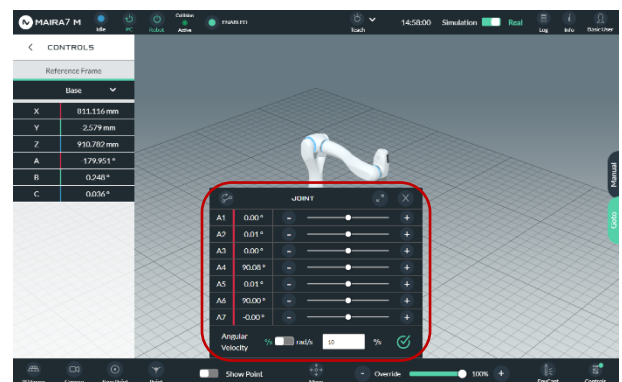 MAIRA7 M
Idle
PC
Robot
Collision
Active
ENABLED
Teach
14:58:00
Simulation
Real
Log
Info
Basic User
CONTROLS
Reference Frame
Base
X 811.116 mm
Y 2.579 mm
Z 910.782 mm
A -179.951 °
B 0.248 °
C 0.036 °
Manual
Goto
JOINT
A1 0.00 ° - +
A2 0.01 ° - +
A3 0.00 ° - +
A4 90.08 ° - +
A5 0.01 ° - +
A6 90.00 ° - +
A7 -0.00 ° - +
Angular
Velocity % rad/s 10 %
Show Point
- Override 100% +
Controls